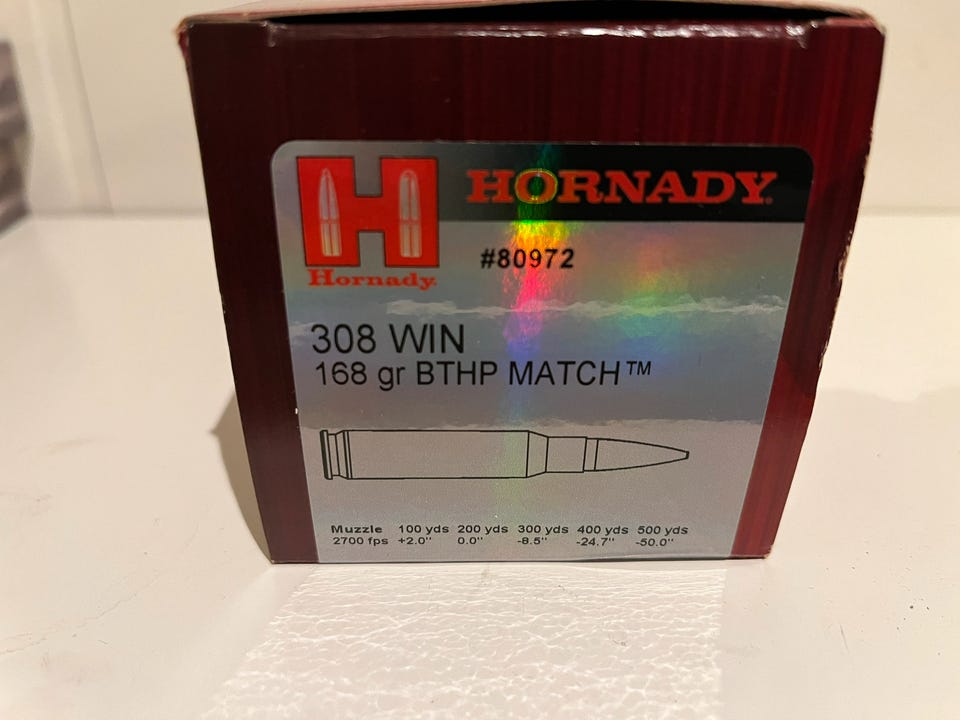 HORNADY
Hornady
#80972
308 WIN
168 gr BTHP MATCH™
Muzzle 100 yds 200 yds 300 yds 400 yds 500 yds
2700 fps +2.0" 0.0" -8.5" -24.7" -50.0"